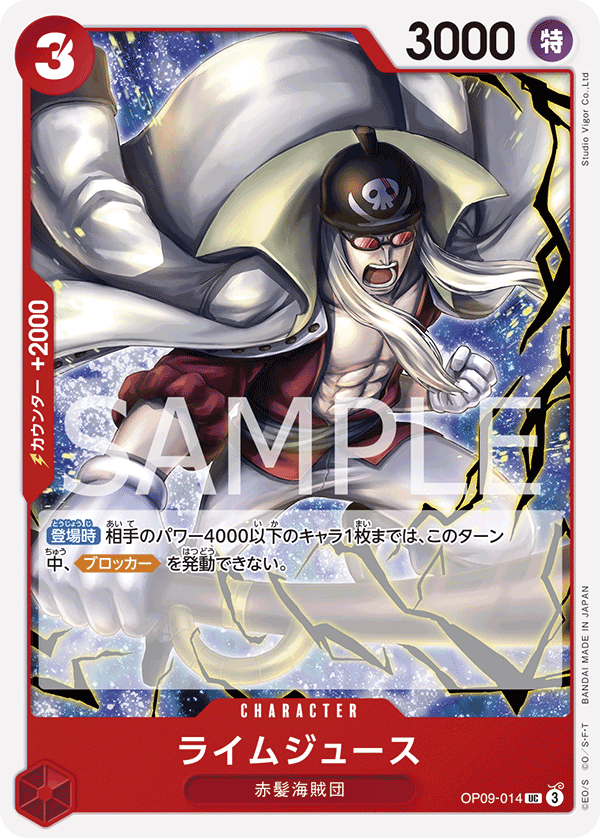 3
3000
特
Studio Vigor Co.,Ltd
カウンター +2000
SAMPLE
登場時 相手のパワー4000以下のキャラ1枚までは、このターン
中、ブロッカー を発動できない。
CHARACTER
ライムジュース
赤髪海賊団
OP09-014 UC 3
©E.O/S ©O/S・F・T BANDAI MADE IN JAPAN